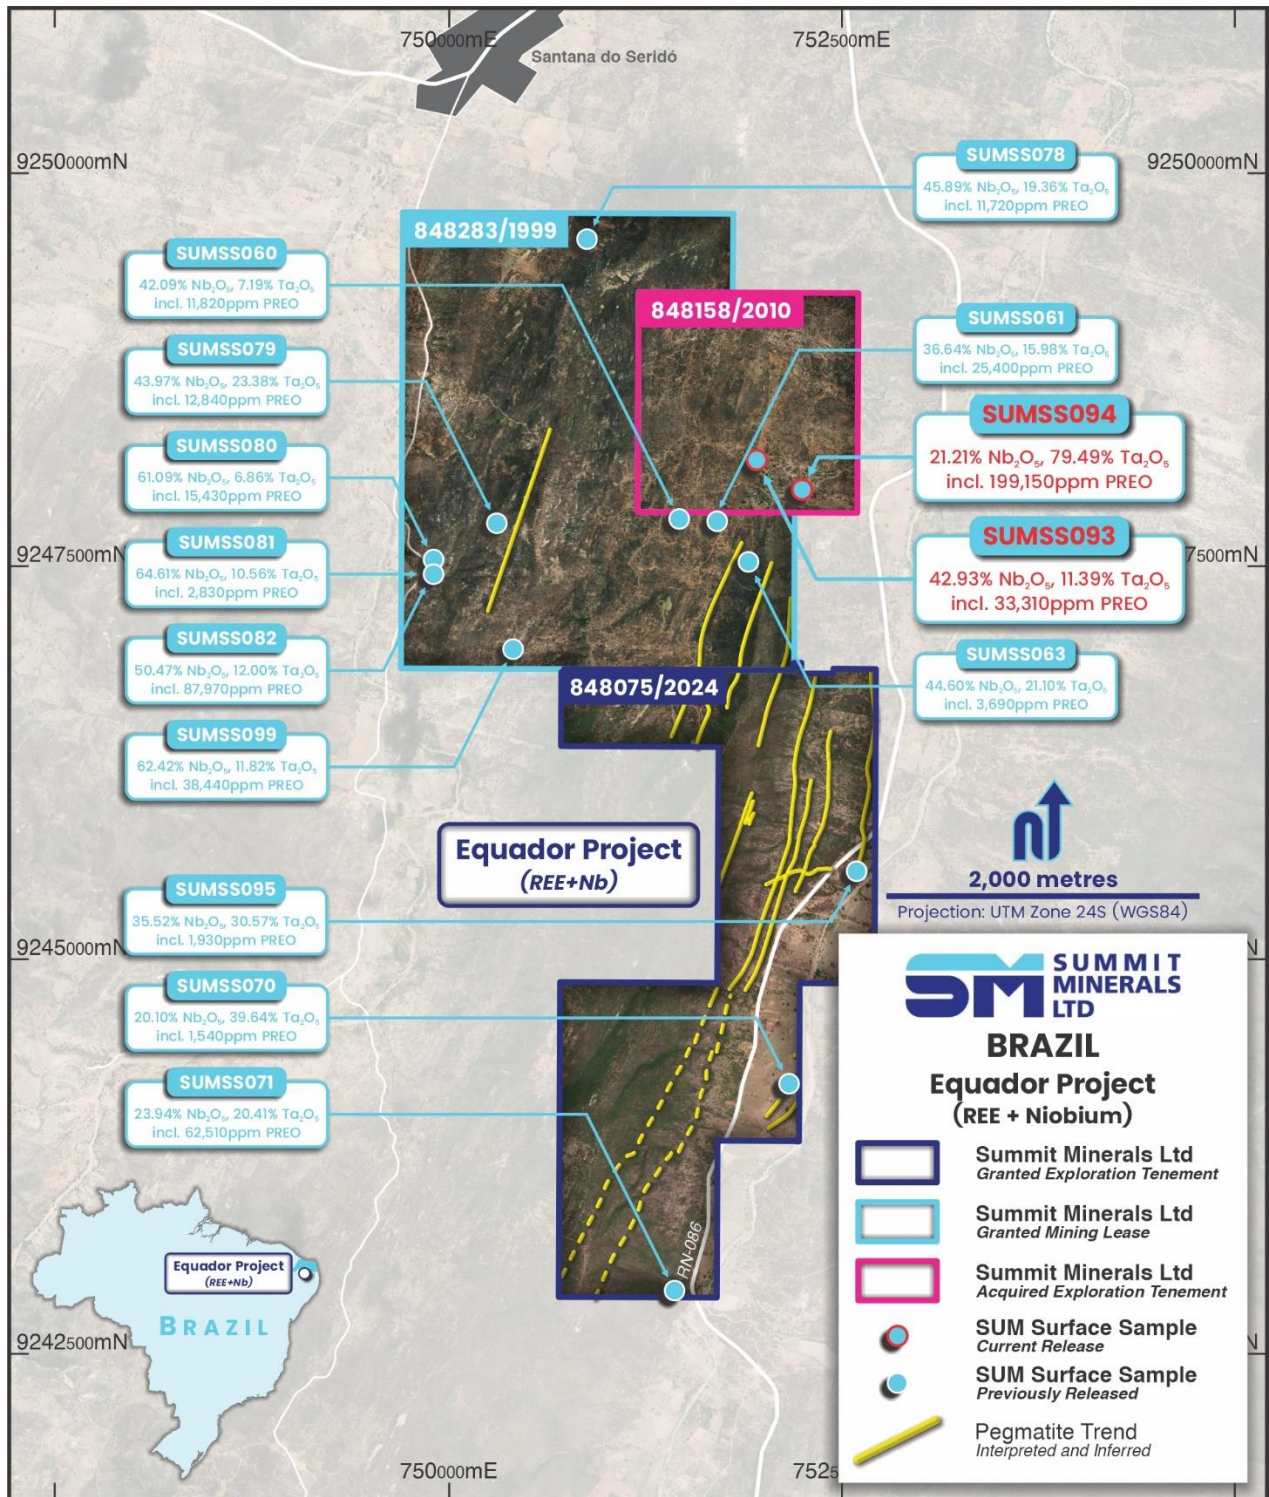 750000mE
752500mE
Santana do Seridó
9250000mN
9250000mN
SUMSS078
45.89% Nb₂O₅, 19.36% Ta₂O₅
incl. 11,720ppm PREO
848283/1999
SUMSS060
42.09% Nb₂O₅, 7.19% Ta₂O₅
incl. 11,820ppm PREO
848158/2010
SUMSS061
36.64% Nb₂O₅, 15.98% Ta₂O₅
incl. 25,400ppm PREO
SUMSS079
43.97% Nb₂O₅, 23.38% Ta₂O₅
incl. 12,840ppm PREO
SUMSS094
21.21% Nb₂O₅, 79.49% Ta₂O₅
incl. 199,150ppm PREO
SUMSS080
61.09% Nb₂O₅, 6.86% Ta₂O₅
incl. 15,430ppm PREO
SUMSS093
42.93% Nb₂O₅, 11.39% Ta₂O₅
incl. 33,310ppm PREO
SUMSS081
64.61% Nb₂O₅, 10.56% Ta₂O₅
incl. 2,830ppm PREO
9247500mN
7500mN
SUMSS082
50.47% Nb₂O₅, 12.00% Ta₂O₅
incl. 87,970ppm PREO
SUMSS063
44.60% Nb₂O₅, 21.10% Ta₂O₅
incl. 3,690ppm PREO
848075/2024
SUMSS099
62.42% Nb₂O₅, 11.82% Ta₂O₅
incl. 38,440ppm PREO
Equador Project
(REE+Nb)
2,000 metres
Projection: UTM Zone 24S (WGS84)
SUMSS095
35.52% Nb₂O₅, 30.57% Ta₂O₅
incl. 1,930ppm PREO
9245000mN
N
SUMSS070
20.10% Nb₂O₅, 39.64% Ta₂O₅
incl. 1,540ppm PREO
SUMSS071
23.94% Nb₂O₅, 20.41% Ta₂O₅
incl. 62,510ppm PREO
RN-086
SM SUMMIT
MINERALS
LTD
BRAZIL
Equador Project
(REE + Niobium)
Summit Minerals Ltd
Granted Exploration Tenement
Summit Minerals Ltd
Granted Mining Lease
Summit Minerals Ltd
Acquired Exploration Tenement
SUM Surface Sample
Current Release
SUM Surface Sample
Previously Released
Pegmatite Trend
Interpreted and Inferred
Equador Project
(REE+Nb)
BRAZIL
9242500mN
N
750000mE
7525